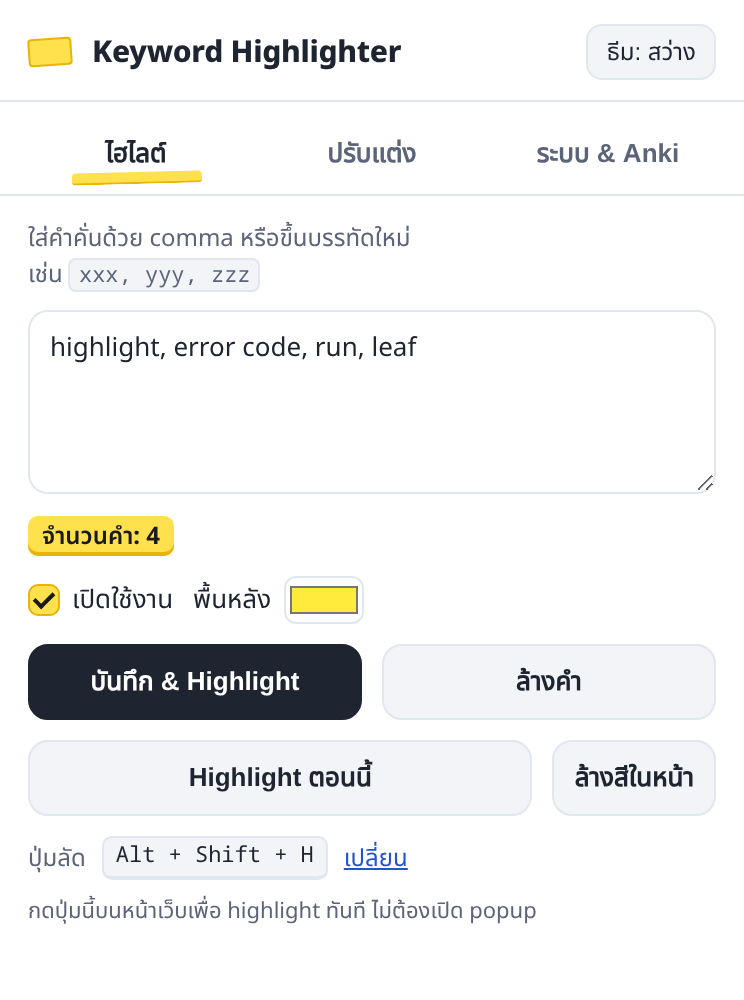 Keyword Highlighter
ธีม: สว่าง
ไฮไลต์
ปรับแต่ง
ระบบ & Anki
ใส่คำคั่นด้วย comma หรือขึ้นบรรทัดใหม่
เช่น xxx, yyy, zzz
highlight, error code, run, leaf
จำนวนคำ: 4
เปิดใช้งาน พื้นหลัง
บันทึก & Highlight
ล้างคำ
Highlight ตอนนี้
ล้างสีในหน้า
ปุ่มลัด Alt + Shift + H เปลี่ยน
กดปุ่มนี้บนหน้าเว็บเพื่อ highlight ทันที ไม่ต้องเปิด popup